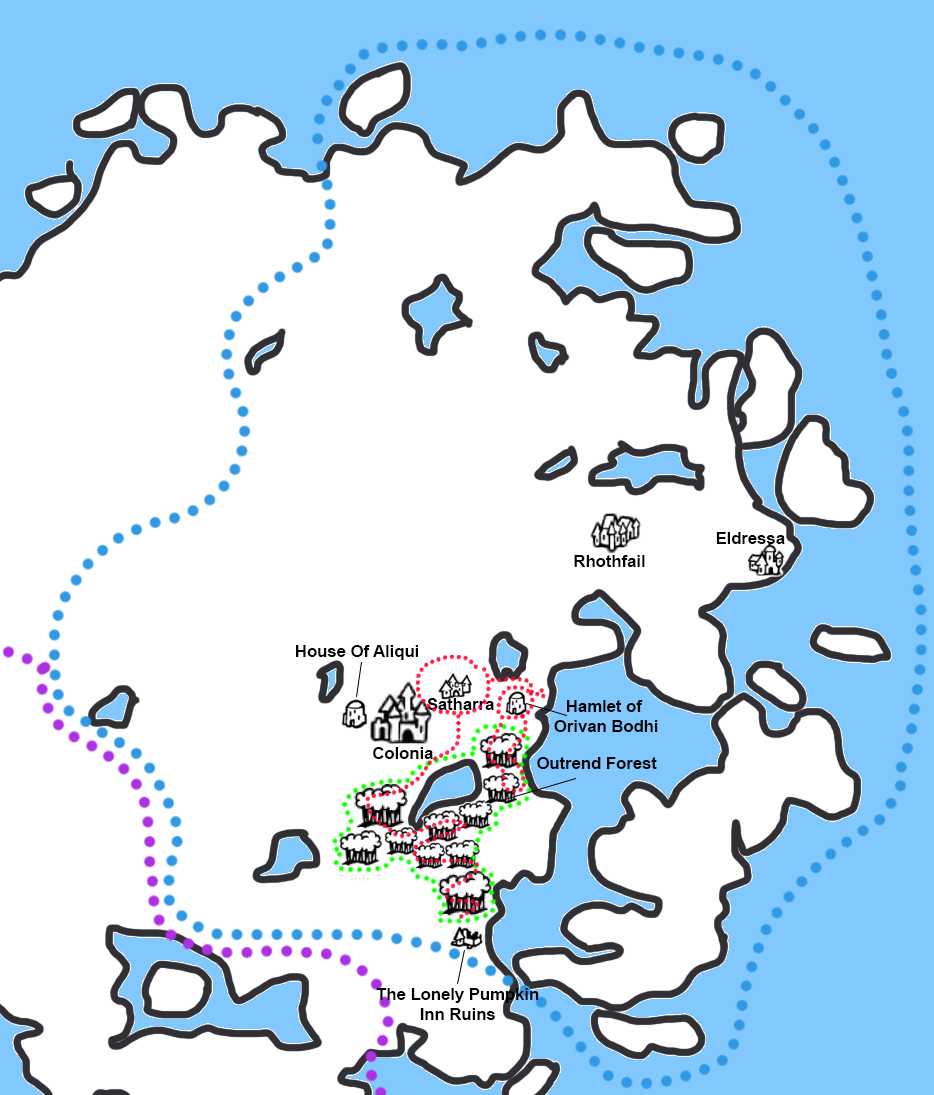 Eldressa
Rhothfail
House Of Aliqui
Satharra
Hamlet of
Orivan Bodhi
Colonia
Outrend Forest
The Lonely Pumpkin
Inn Ruins